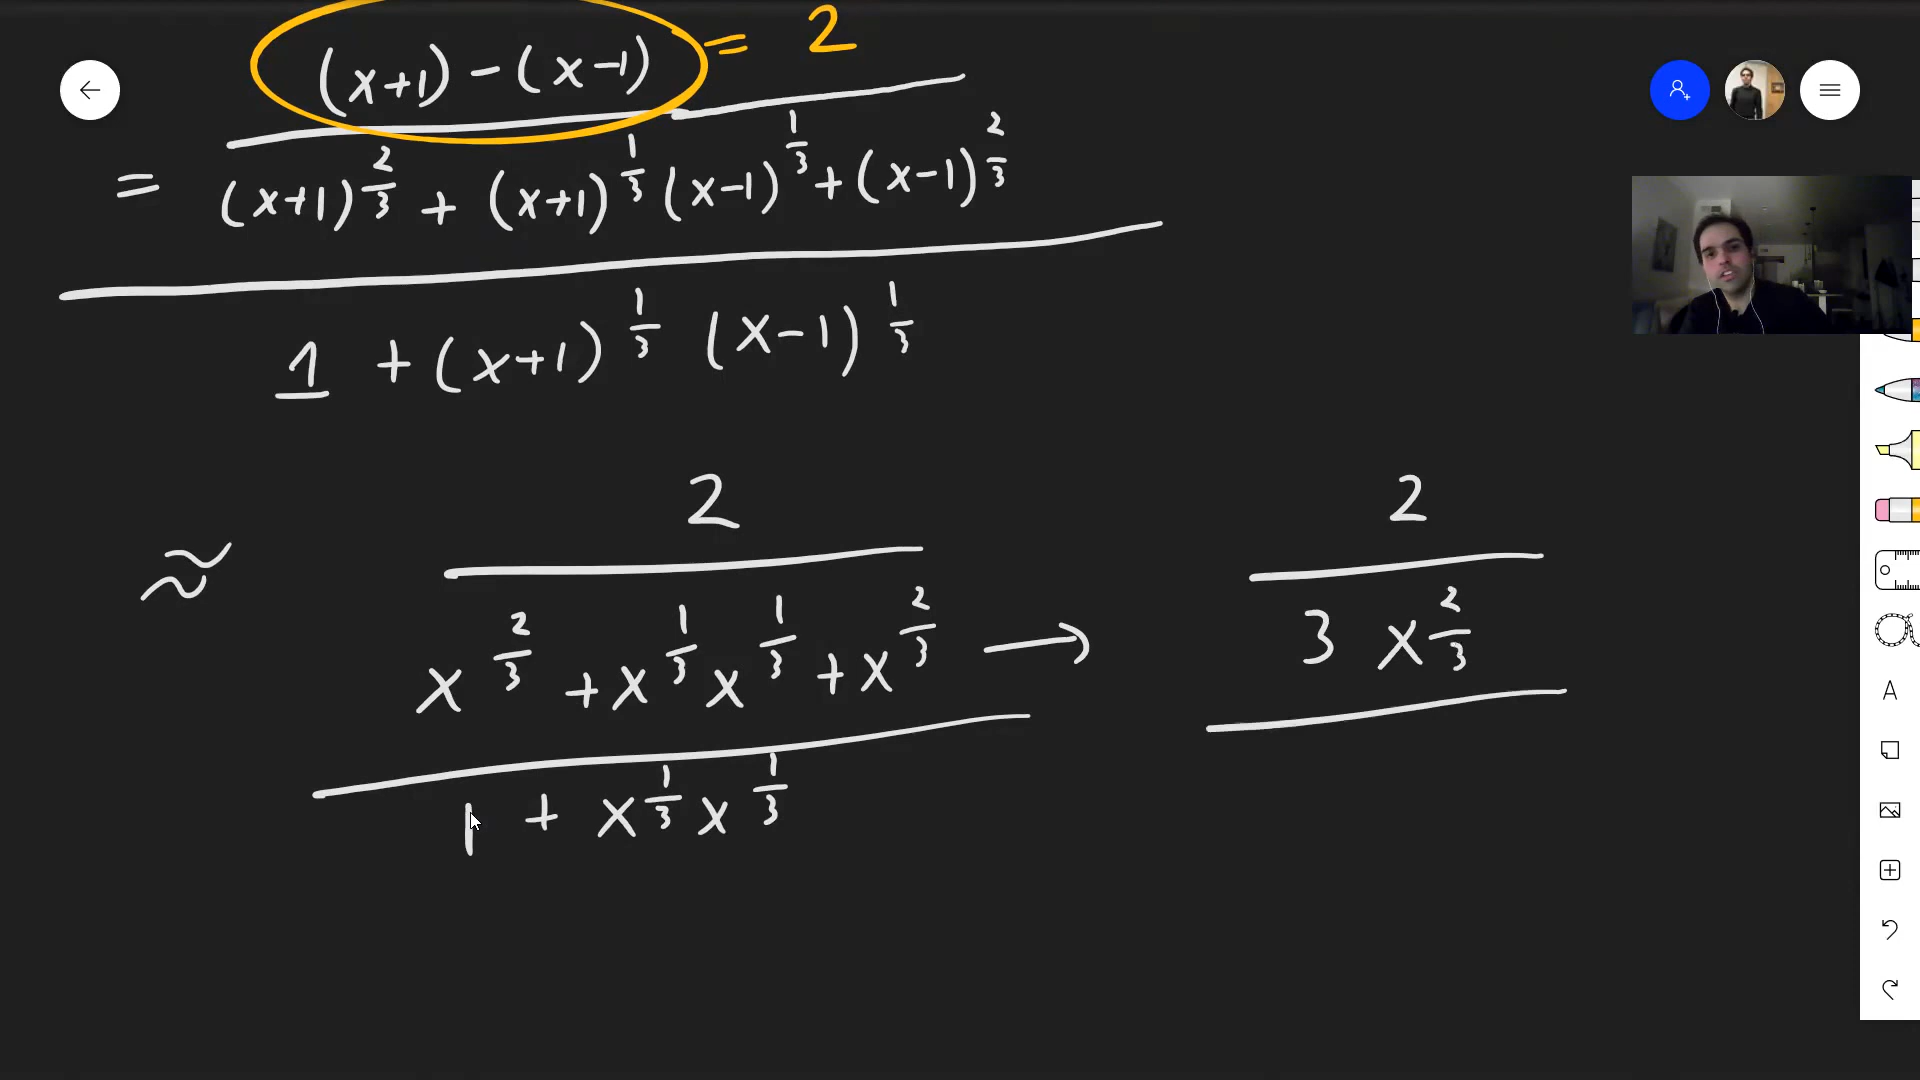 (x+1) - (x-1) = 2
= (x+1)^{2/3} + (x+1)^{1/3} (x-1)^{1/3} + (x-1)^{2/3}
1 + (x+1)^{1/3} (x-1)^{1/3}
≈ 2
x^{2/3} + x^{1/3} x^{1/3} + x^{2/3} →
1 + x^{1/3} x^{1/3}
2
3 x^{2/3}
A